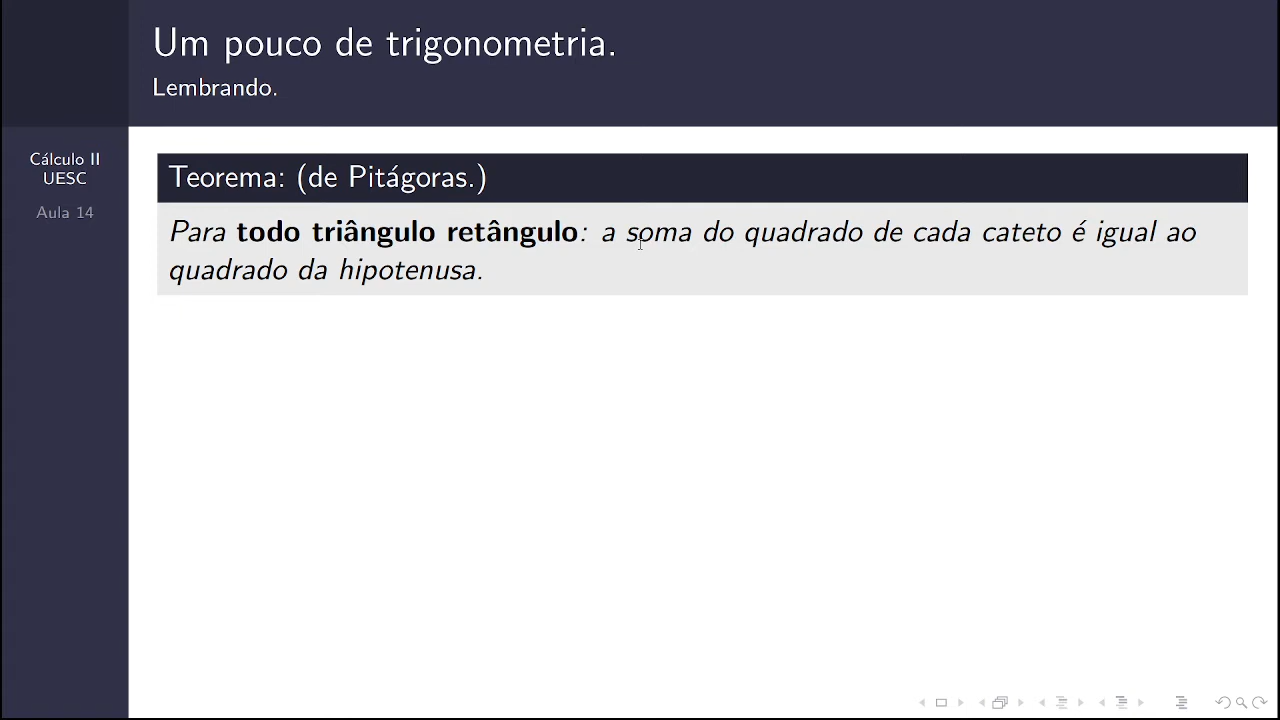 Um pouco de trigonometria.
Lembrando.
Cálculo II
UESC
Aula 14
Teorema: (de Pitágoras.)
Para todo triângulo retângulo: a soma do quadrado de cada cateto é igual ao
quadrado da hipotenusa.